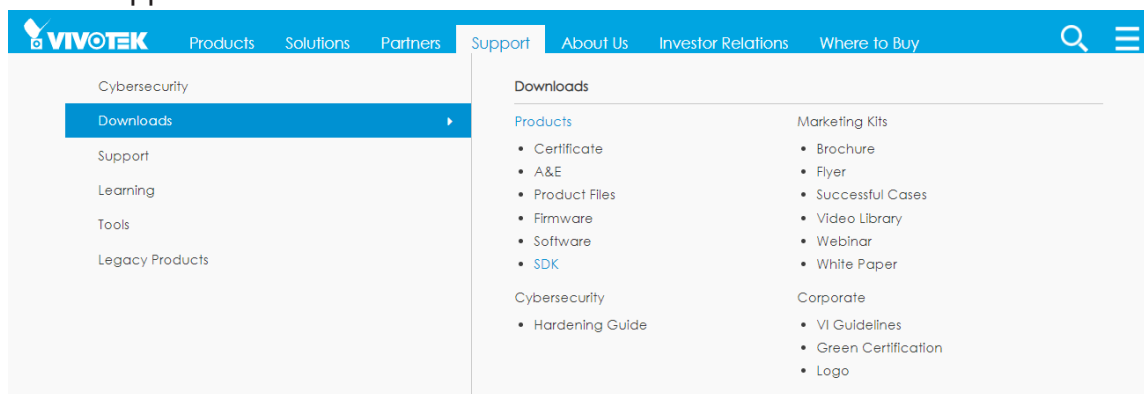 VIVOTEK
Products Solutions Partners Support About Us Investor Relations Where to Buy
Cybersecurity
Downloads
Support
Learning
Tools
Legacy Products
Downloads
Products
• Certificate
• A&E
• Product Files
• Firmware
• Software
• SDK
Cybersecurity
• Hardening Guide
Marketing Kits
• Brochure
• Flyer
• Successful Cases
• Video Library
• Webinar
• White Paper
Corporate
• VI Guidelines
• Green Certification
• Logo